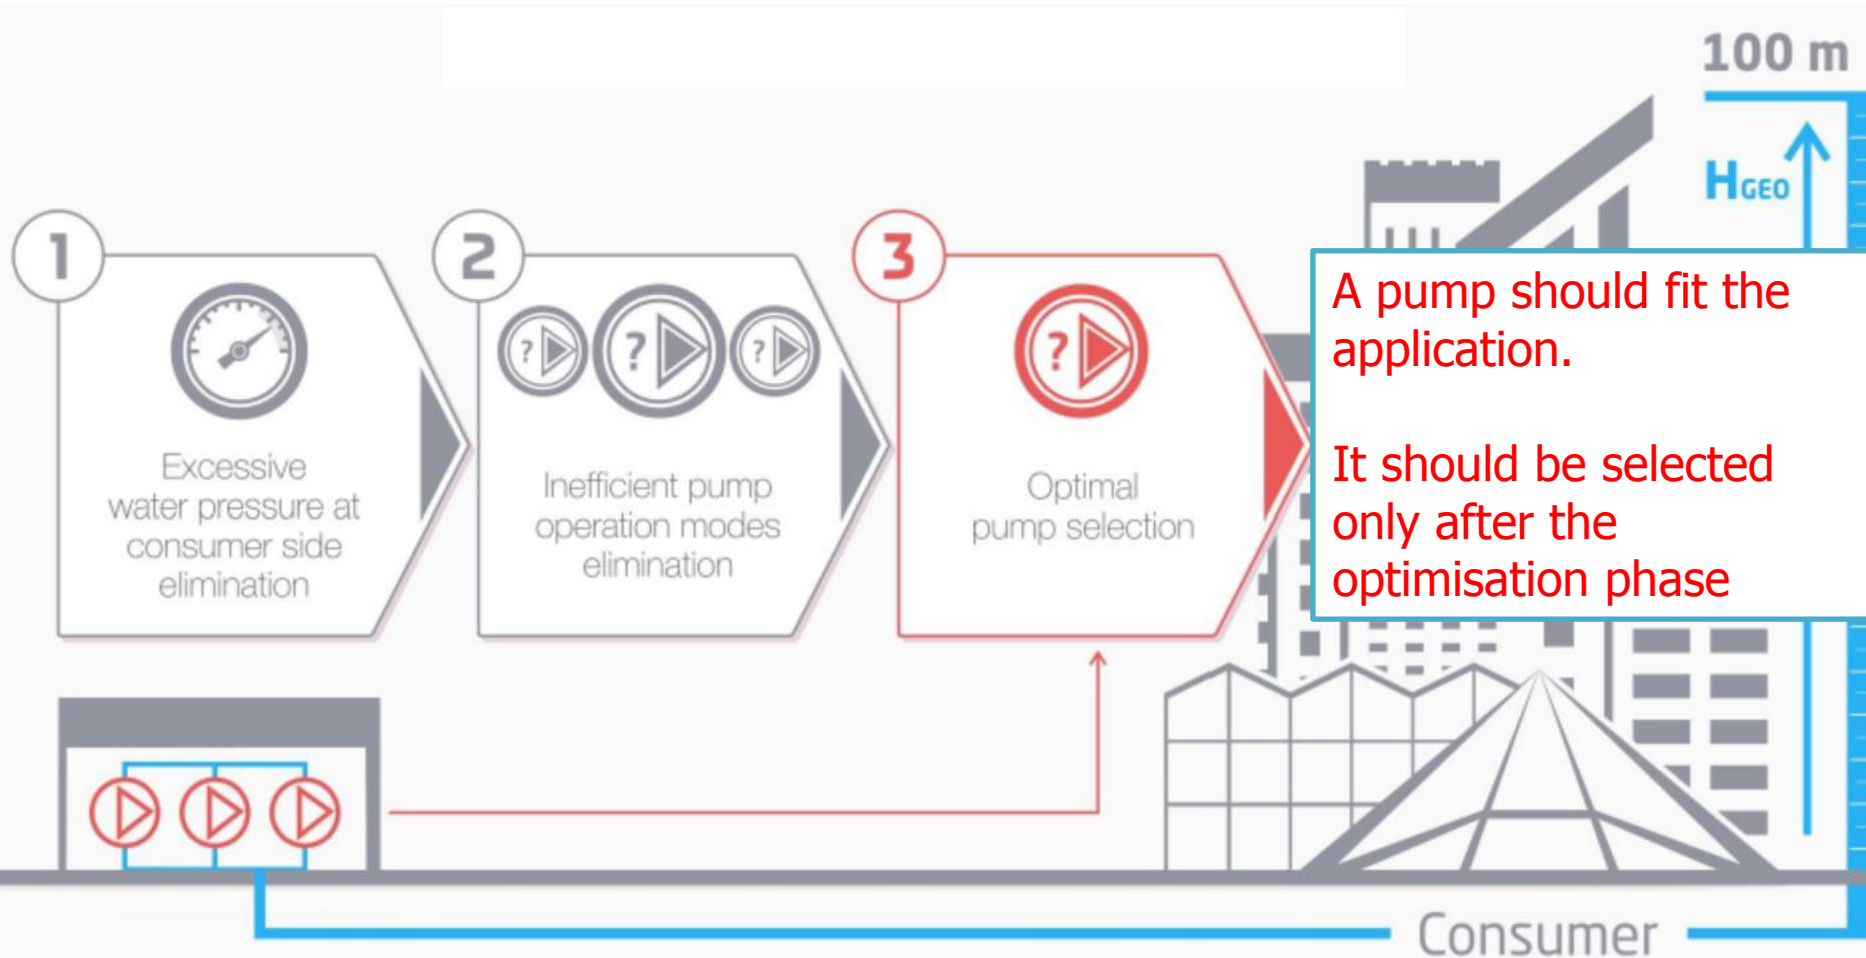 100 m
HGEO
1
2
3
A pump should fit the
application.
It should be selected
only after the
optimisation phase
?
?
?
?
Excessive
water pressure at
consumer side
elimination
Inefficient pump
operation modes
elimination
Optimal
pump selection
Consumer